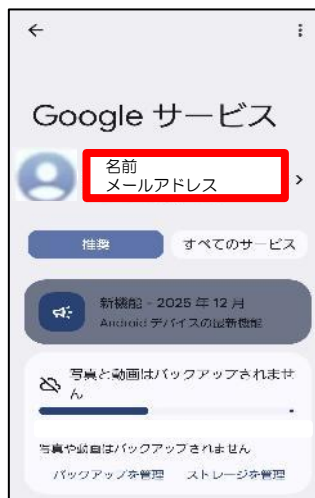 Google サービス
名前
メールアドレス
推奨
すべてのサービス
新機能 - 2025 年 12 月
Android デバイスの最新機能
写真と動画はバックアップされませ
ん
写真や動画はバックアップされません
バックアップを管理 ストレージを管理